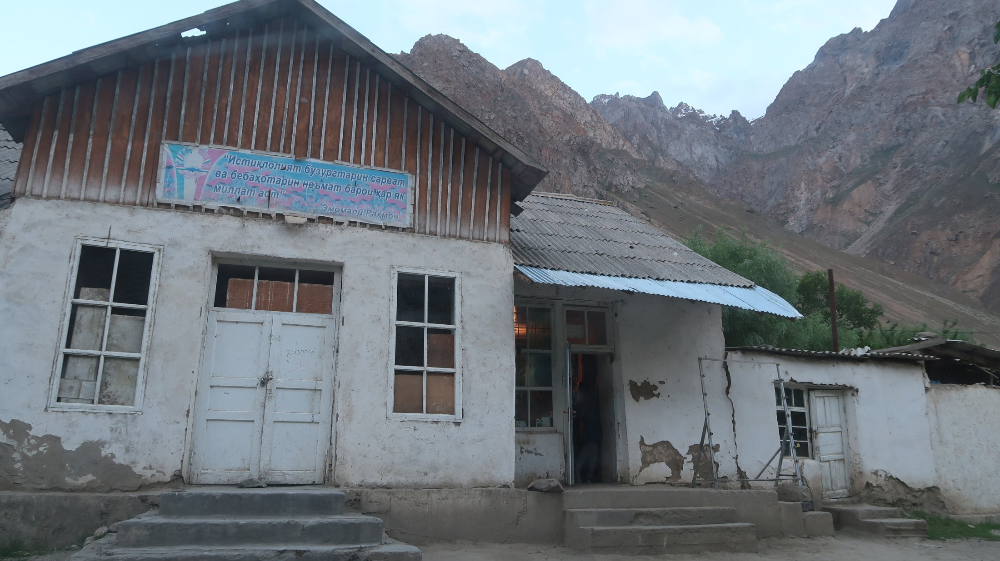 “Истиқлолият бузургтарин сарват
ва бебаҳотарин неъмат барои ҳар як
миллат аст”
Эмомалӣ Раҳмон